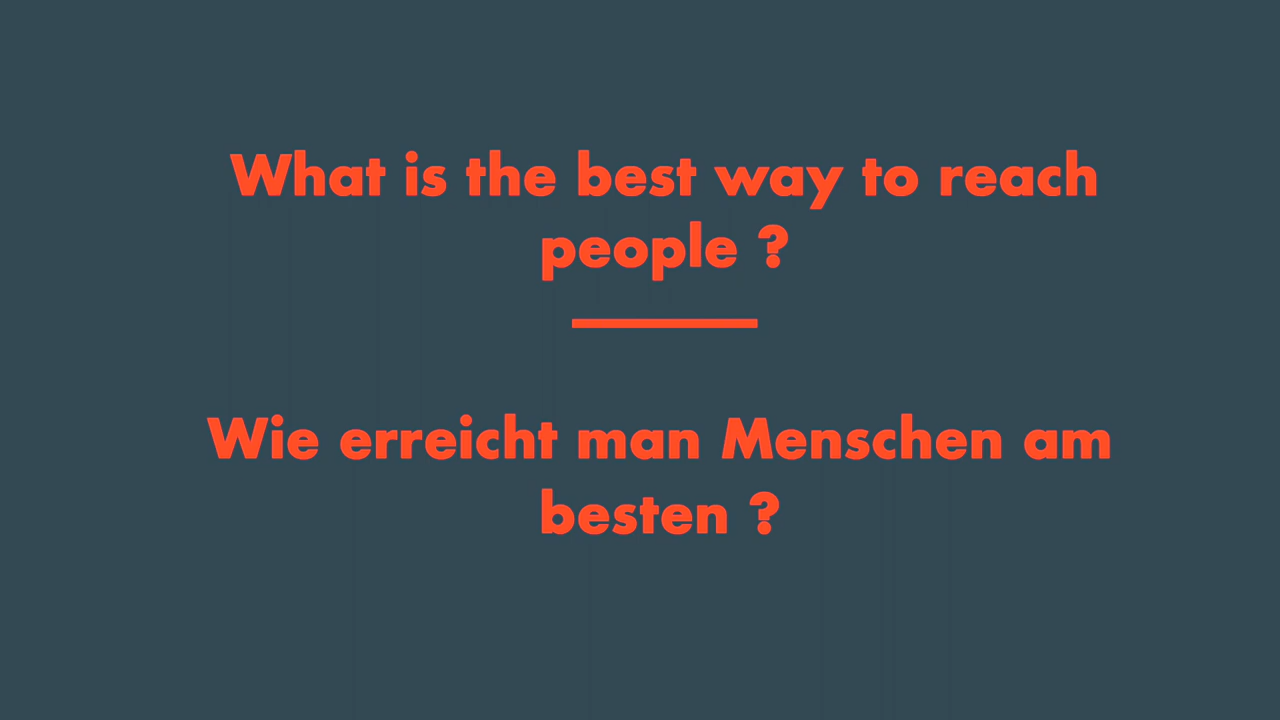 What is the best way to reach
people ?
Wie erreicht man Menschen am
besten ?